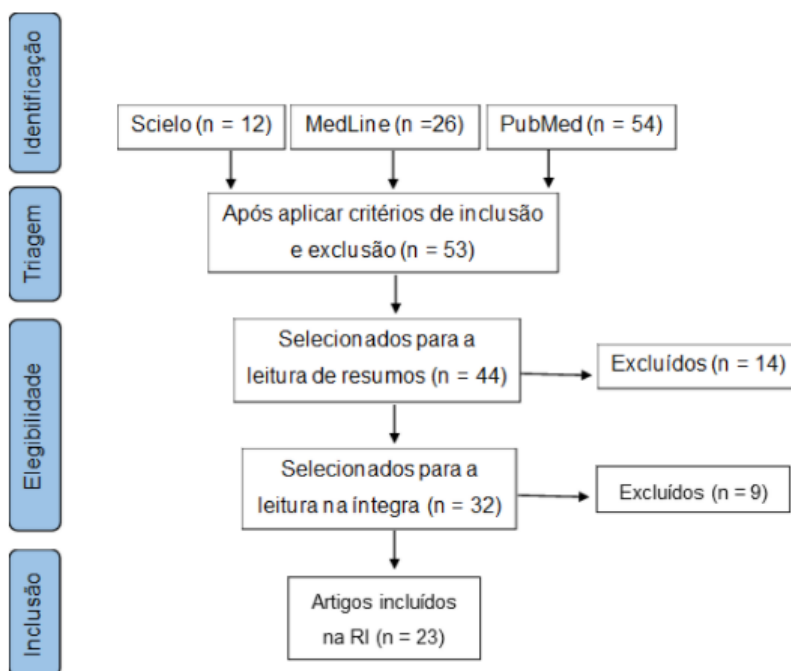 Identificação
Scielo (n = 12)
MedLine (n =26)
PubMed (n = 54)
Triagem
Após aplicar critérios de inclusão
e exclusão (n = 53)
Elegibilidade
Selecionados para a
leitura de resumos (n = 44)
Excluídos (n = 14)
Selecionados para a
leitura na íntegra (n = 32)
Excluídos (n = 9)
Inclusão
Artigos incluídos
na RI (n = 23)